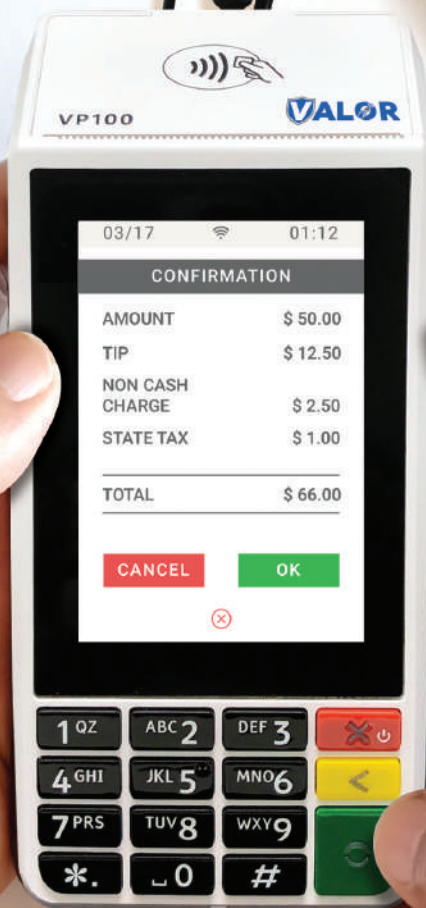 VP100 VALOR
03/17 01:12
CONFIRMATION
AMOUNT $ 50.00
TIP $ 12.50
NON CASH
CHARGE $ 2.50
STATE TAX $ 1.00
TOTAL $ 66.00
CANCEL OK
1 QZ ABC 2 DEF 3
4 GHI JKL 5 MNO 6 <
7 PRS TUV 8 WXY 9
*. 0 #